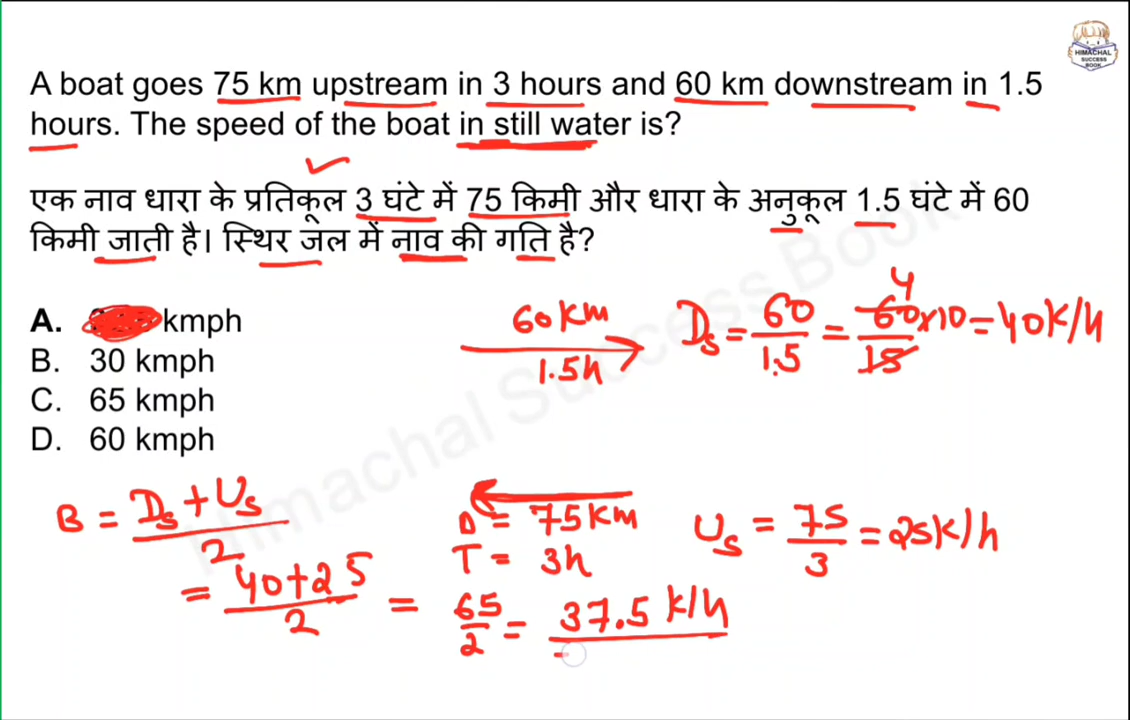 HIMACHAL
SUCCESS
BOOK
A boat goes 75 km upstream in 3 hours and 60 km downstream in 1.5
hours. The speed of the boat in still water is?
एक नाव धारा के प्रतिकूल 3 घंटे में 75 किमी और धारा के अनुकूल 1.5 घंटे में 60
किमी जाती है। स्थिर जल में नाव की गति है?
A. kmph
B. 30 kmph
C. 65 kmph
D. 60 kmph
60 km
1.5h
Ds = 60/1.5 = 60/15 x 10 = 40 k/h
4
B = Ds + Us / 2
= 40+25 / 2 = 65/2 = 37.5 k/h
D = 75 km
T = 3h
Us = 75/3 = 25 k/h
Himachal Success Book